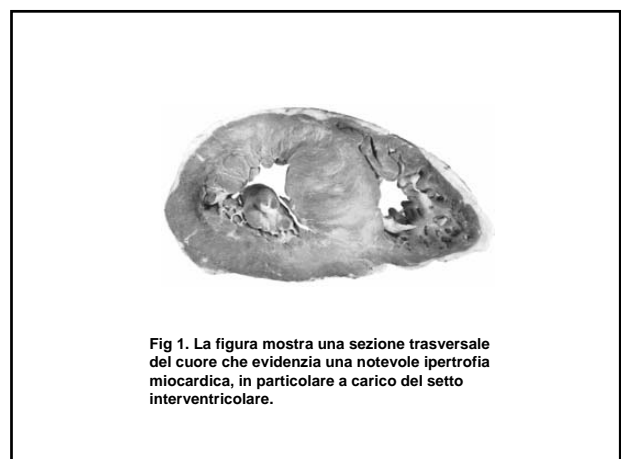 Fig 1. La figura mostra una sezione trasversale
del cuore che evidenzia una notevole ipertrofia
miocardica, in particolare a carico del setto
interventricolare.